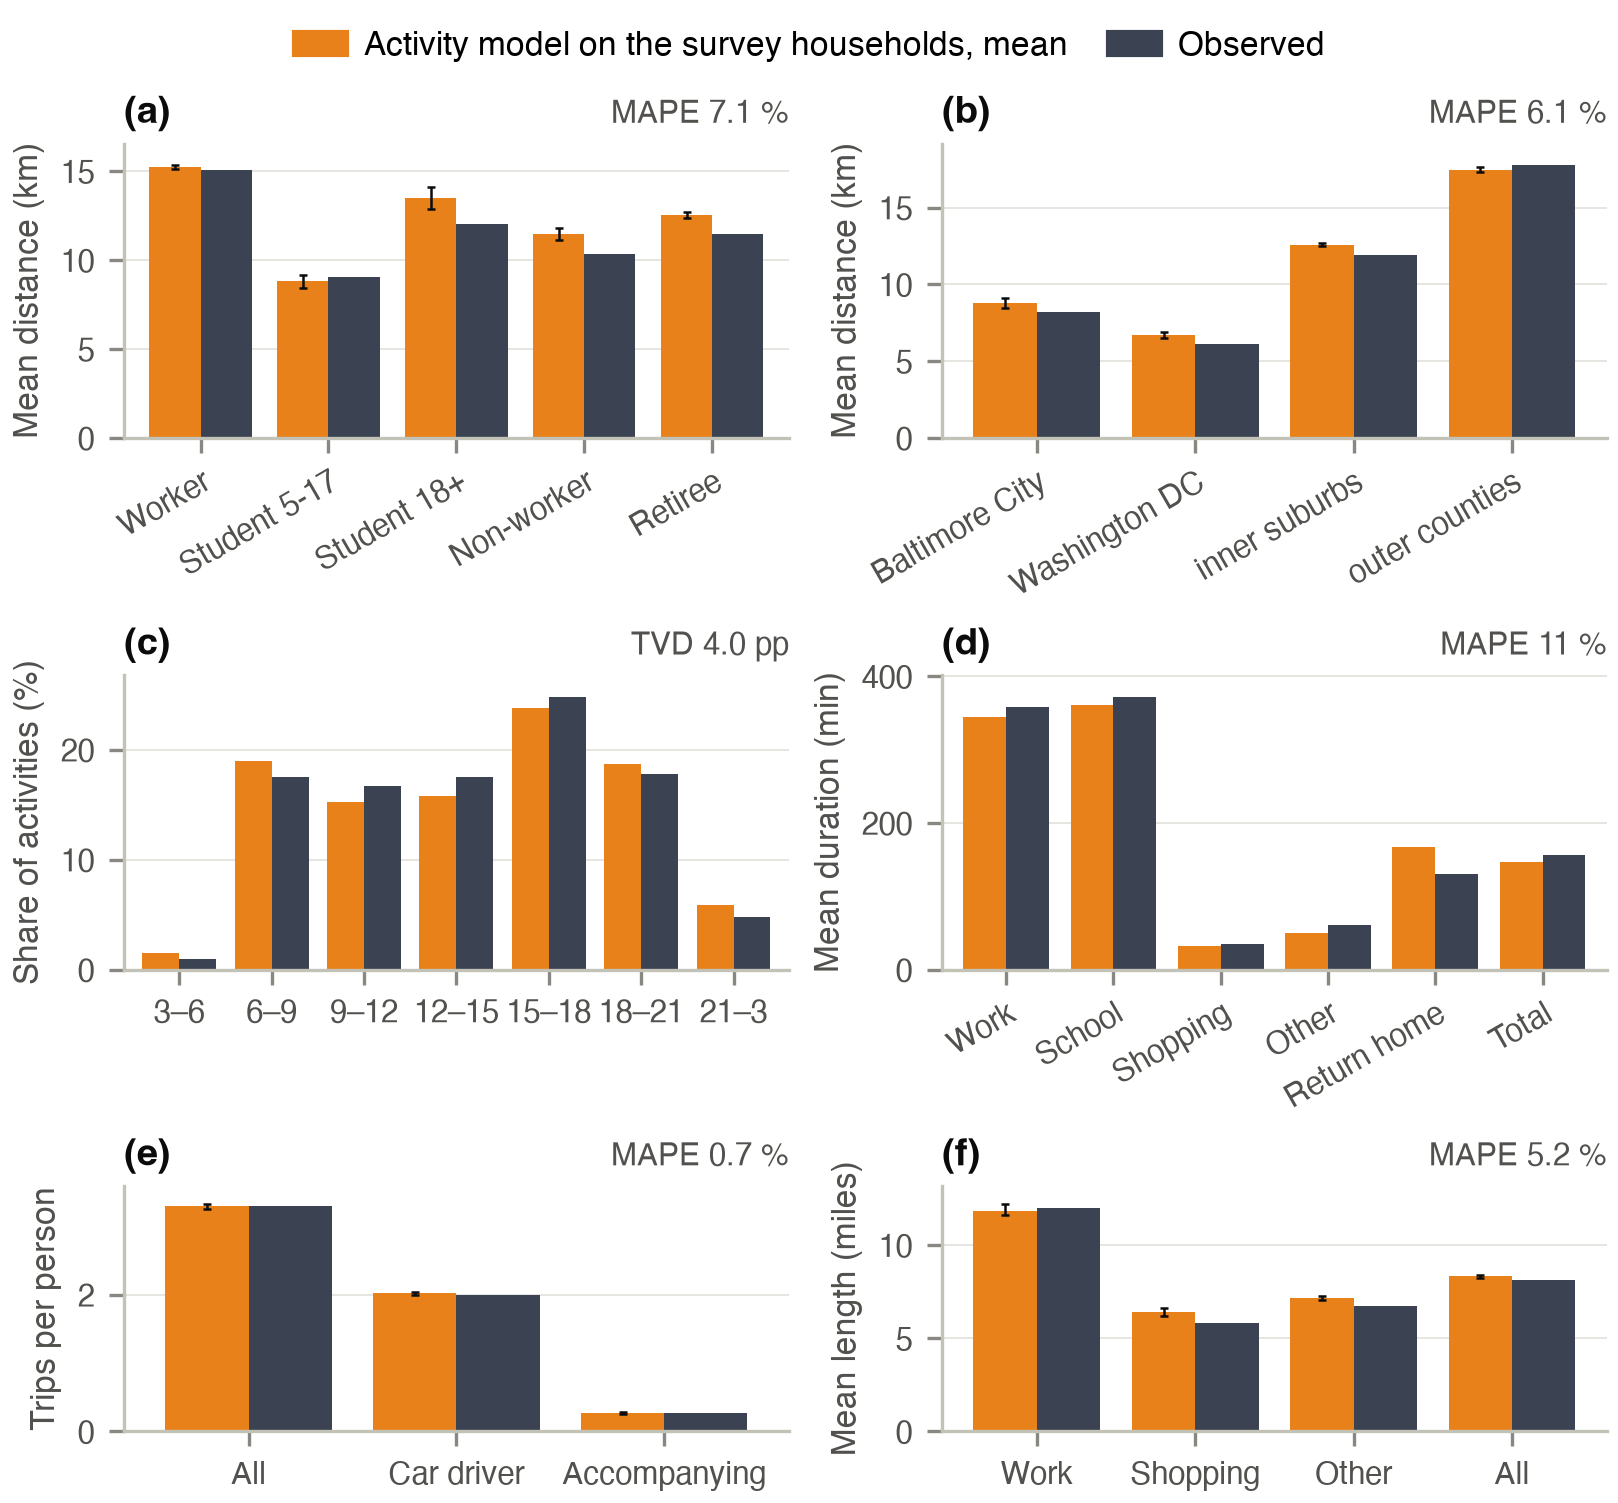 Activity model on the survey households, mean Observed
(a) MAPE 7.1 %
Mean distance (km)
15
10
5
0
Worker
Student 5-17
Student 18+
Non-worker
Retiree
(b) MAPE 6.1 %
Mean distance (km)
15
10
5
0
Baltimore City
Washington DC
inner suburbs
outer counties
(c) TVD 4.0 pp
Share of activities (%)
20
10
0
3–6 6–9 9–12 12–15 15–18 18–21 21–3
(d) MAPE 11 %
Mean duration (min)
400
200
0
Work
School
Shopping
Other
Return home
Total
(e) MAPE 0.7 %
Trips per person
2
0
All Car driver Accompanying
(f) MAPE 5.2 %
Mean length (miles)
10
5
0
Work Shopping Other All